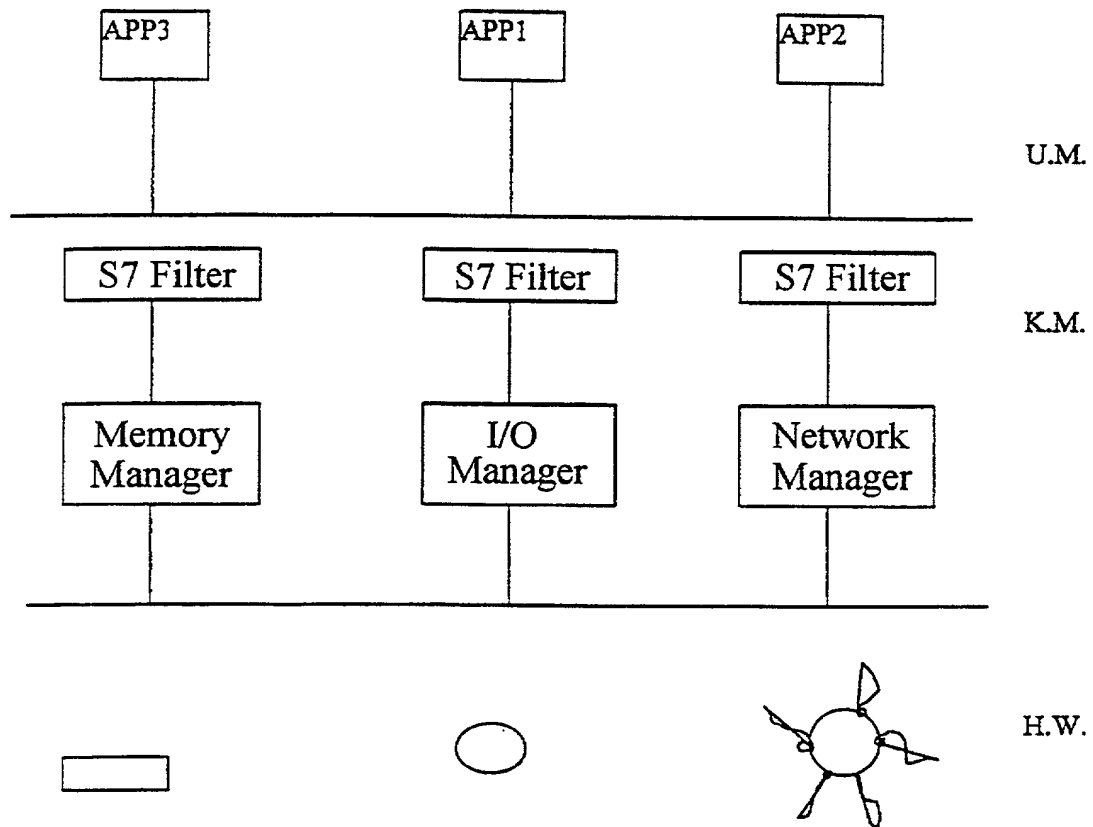 APP3 APP1 APP2
U.M.
S7 Filter S7 Filter S7 Filter
K.M.
Memory I/O Network
Manager Manager Manager
H.W.